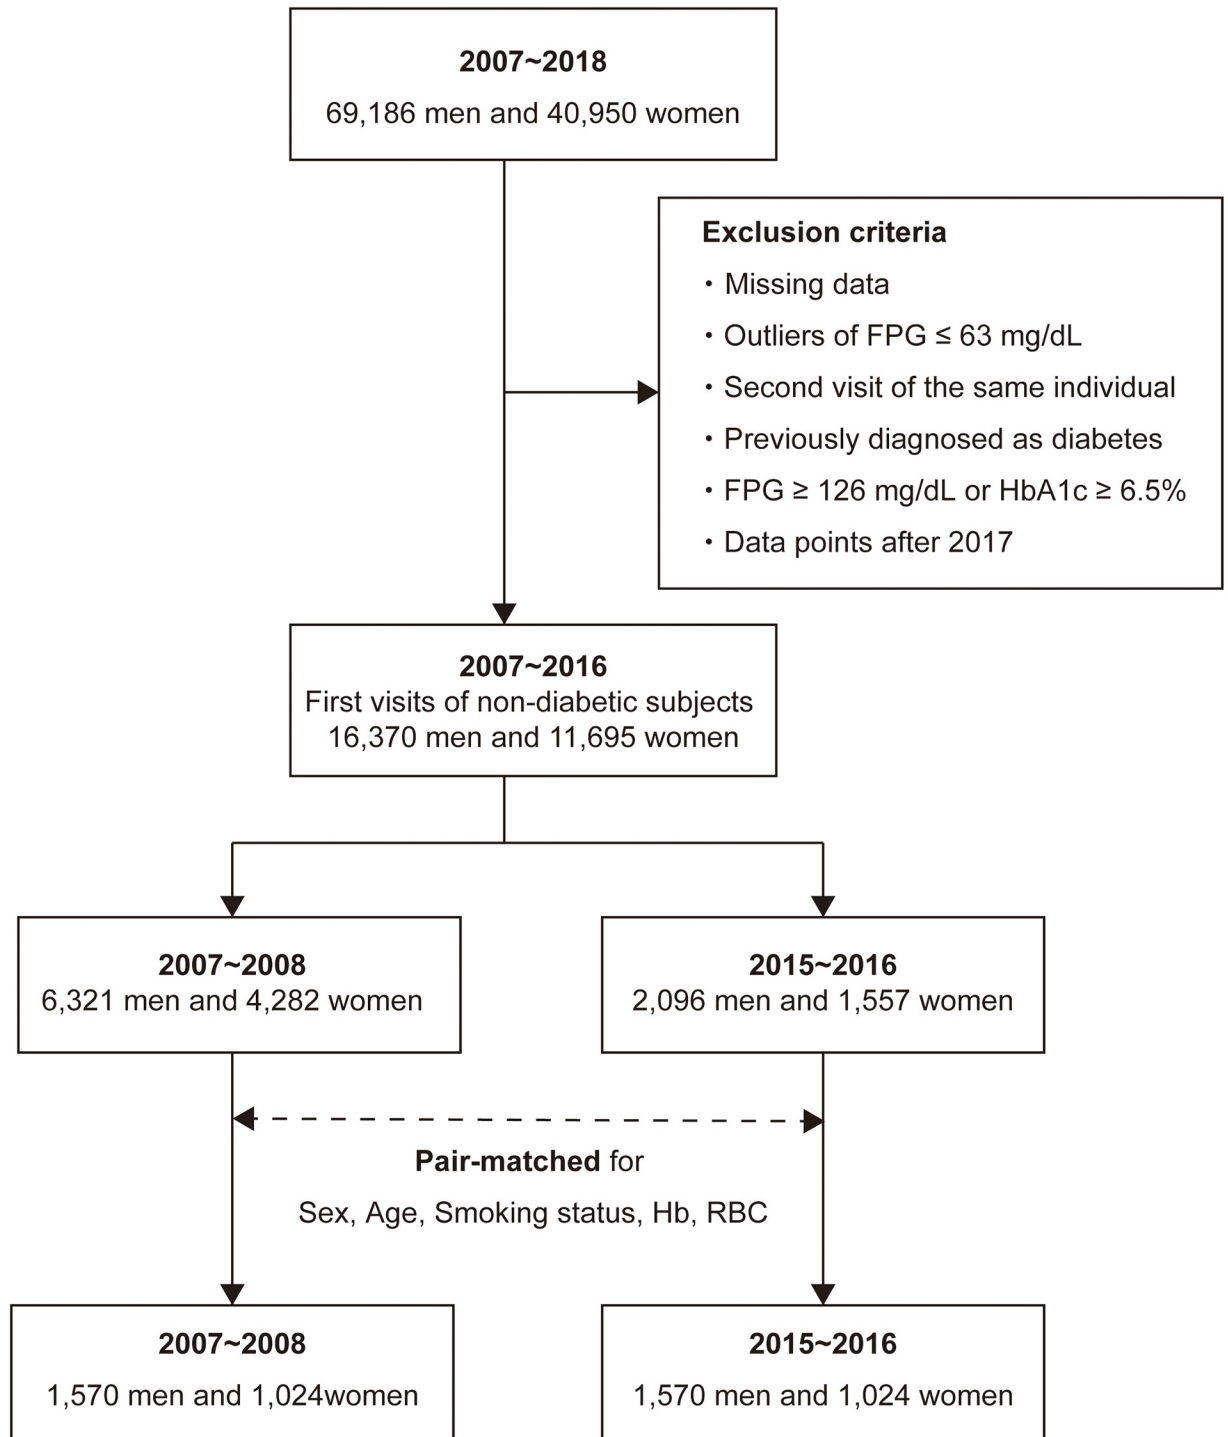 2007~2018
69,186 men and 40,950 women
Exclusion criteria
・Missing data
・Outliers of FPG ≤ 63 mg/dL
・Second visit of the same individual
・Previously diagnosed as diabetes
・FPG ≥ 126 mg/dL or HbA1c ≥ 6.5%
・Data points after 2017
2007~2016
First visits of non-diabetic subjects
16,370 men and 11,695 women
2007~2008
6,321 men and 4,282 women
2015~2016
2,096 men and 1,557 women
Pair-matched for
Sex, Age, Smoking status, Hb, RBC
2007~2008
1,570 men and 1,024women
2015~2016
1,570 men and 1,024 women